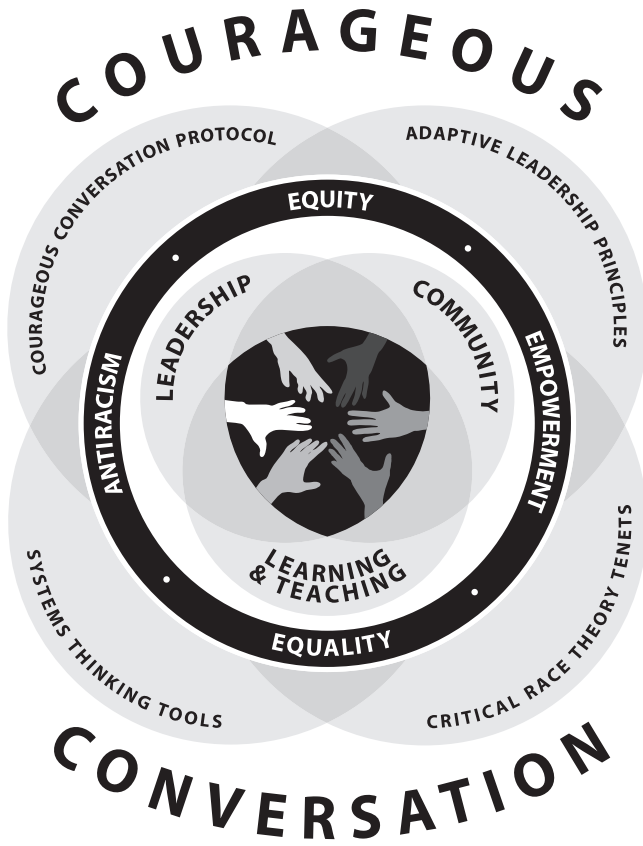 COURAGEOUS
COURAGEOUS CONVERSATION PROTOCOL
ADAPTIVE LEADERSHIP PRINCIPLES
EQUITY
LEADERSHIP
COMMUNITY
ANTIRACISM
EMPOWERMENT
LEARNING
& TEACHING
EQUALITY
SYSTEMS THINKING TOOLS
CRITICAL RACE THEORY TENETS
CONVERSATION